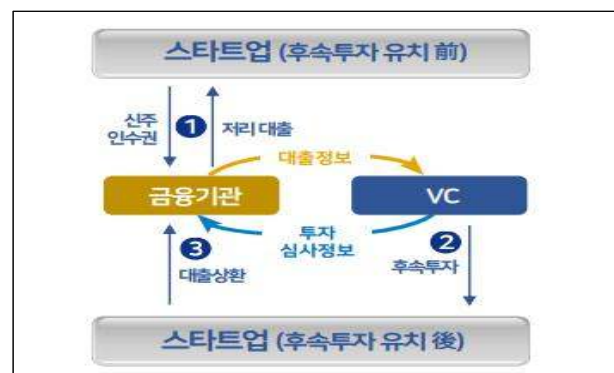 스타트업 (후속투자 유치 前)
신주
인수권
1
저리 대출
대출정보
금융기관
VC
투자
심사정보
3
대출상환
2
후속투자
스타트업 (후속투자 유치 後)